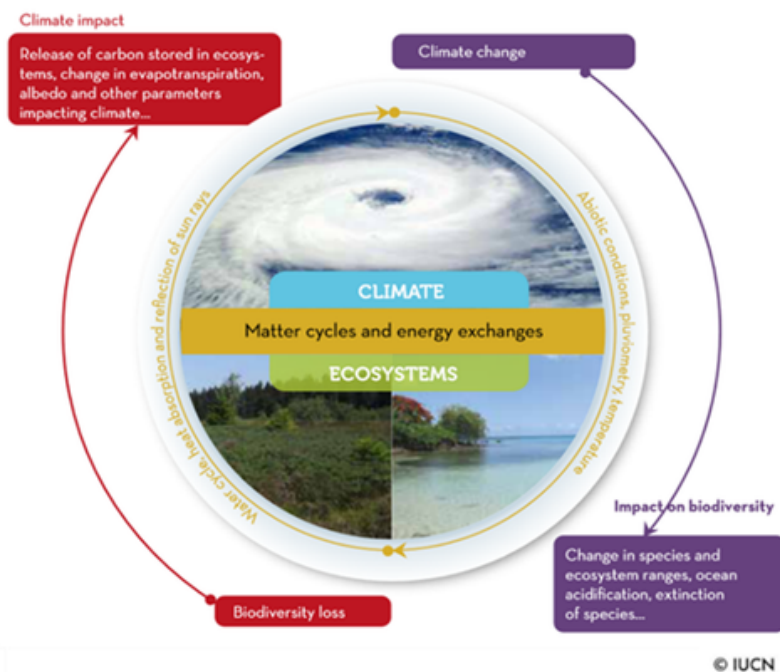 Climate impact
Release of carbon stored in ecosys-
tems, change in evapotranspiration,
albedo and other parameters
impacting climate...
Climate change
Water cycle, heat absorption and reflection of sun rays
Abiotic conditions, pluviometry, temperature
CLIMATE
Matter cycles and energy exchanges
ECOSYSTEMS
Impact on biodiversity
Change in species and
ecosystem ranges, ocean
acidification, extinction
of species...
Biodiversity loss
© IUCN